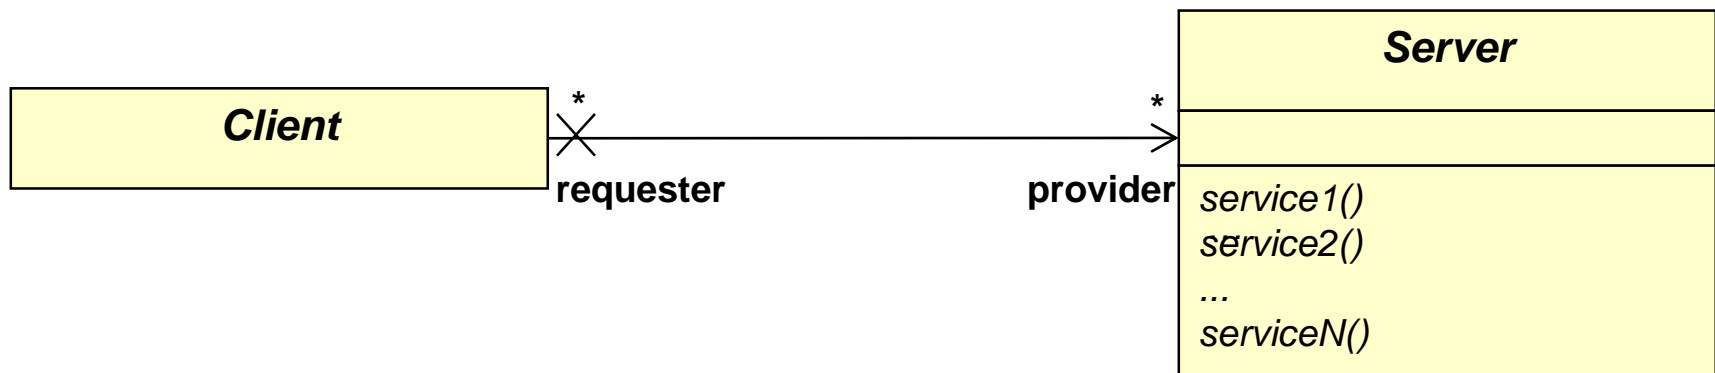 Server
Client
*
*
requester
provider
service1()
service2()
...
serviceN()